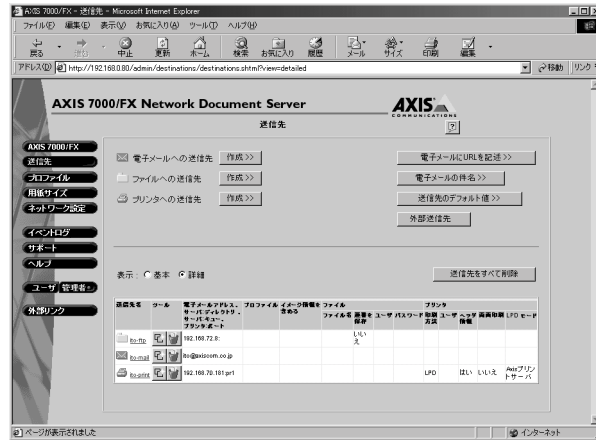 AXIS 7000/FX - 送信先 - Microsoft Internet Explorer
ファイル(F) 編集(E) 表示(V) お気に入り(A) ツール(T) ヘルプ(H)
戻る 中止 更新 ホーム 検索 お気に入り 履歴 メール サイズ 印刷 編集
アドレス(D) http://192.168.0.80/admin/destinations/destinations.shtml?view=detailed 移動 リンク
AXIS 7000/FX Network Document Server
AXIS
COMMUNICATIONS
送信先
?
AXIS 7000/FX
送信先
プロファイル
用紙サイズ
ネットワーク設定
イベントログ
サポート
ヘルプ
ユーザ 管理者
外部リンク
電子メールへの送信先 作成>>
電子メールにURLを記述>>
ファイルへの送信先 作成>>
電子メールの件名>>
プリンタへの送信先 作成>>
送信先のデフォルト値>>
外部送信先
表示: 基本 詳細
送信先をすべて削除
送信先名 ツール 電子メールアドレス、サーバディレクトリ、サーバキュー、プリンタポート プロファイル イメージ情報を含める ファイル プリンタ
ファイル名 原書を保存 ユーザ パスワード 印刷方法 ユーザ ヘッダ情報 両面印刷 LPD モード
ito-ftp 192.168.72.8: いいえ
ito-mail ito@axiscom.co.jp
ito-print 192.168.70.181:pr1 LPD はい いいえ Axisプリントサーバ
ページが表示されました インターネット